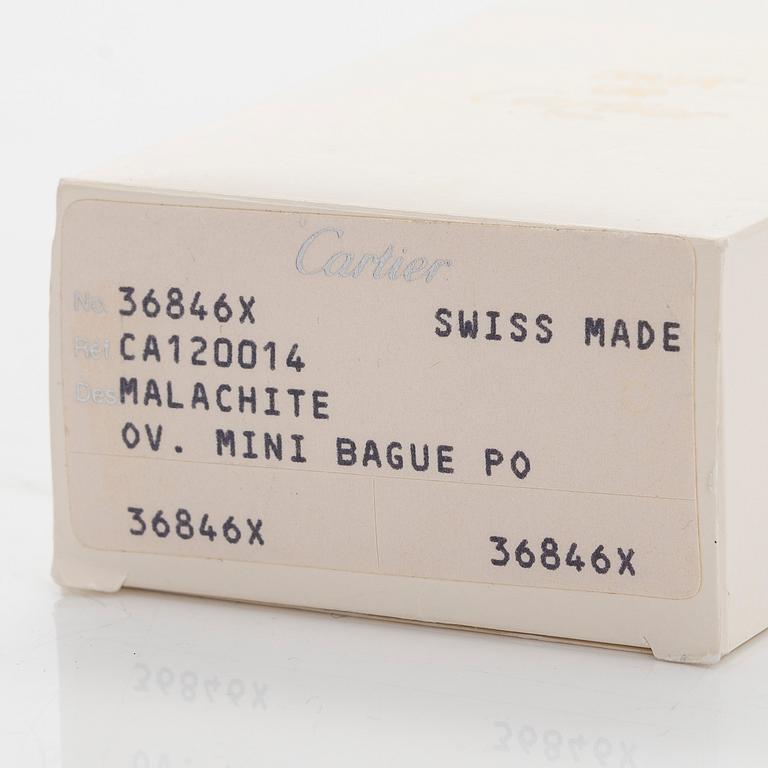 Cartier
No. 36846X
SWISS MADE
Ref CA120014
Des MALACHITE
OV. MINI BAGUE PO
36846X 36846X